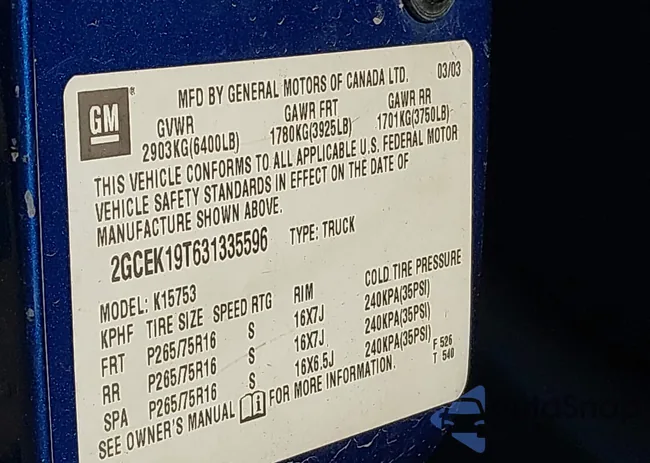 GM
MFD BY GENERAL MOTORS OF CANADA LTD. 03/03
GVWR GAWR FRT GAWR RR
2903KG(6400LB) 1780KG(3925LB) 1701KG(3750LB)
THIS VEHICLE CONFORMS TO ALL APPLICABLE U.S. FEDERAL MOTOR
VEHICLE SAFETY STANDARDS IN EFFECT ON THE DATE OF
MANUFACTURE SHOWN ABOVE.
2GCEK19T631335596 TYPE: TRUCK
MODEL: K15753
KPHF TIRE SIZE SPEED RTG RIM COLD TIRE PRESSURE
FRT P265/75R16 S 16X7J 240KPA(35PSI)
RR P265/75R16 S 16X7J 240KPA(35PSI)
SPA P265/75R16 S 16X6.5J 240KPA(35PSI)
SEE OWNER'S MANUAL FOR MORE INFORMATION.
F 526
T 540